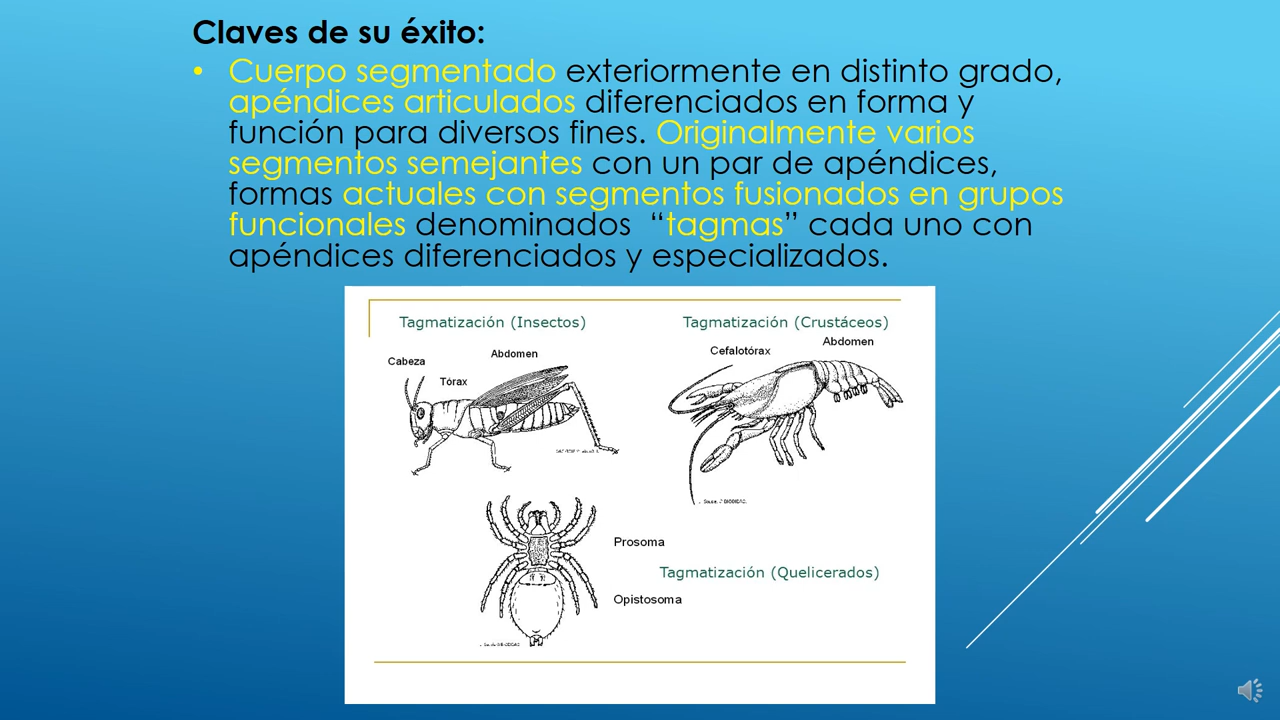 Claves de su éxito:
• Cuerpo segmentado exteriormente en distinto grado,
apéndices articulados diferenciados en forma y
función para diversos fines. Originalmente varios
segmentos semejantes con un par de apéndices,
formas actuales con segmentos fusionados en grupos
funcionales denominados “tagmas” cada uno con
apéndices diferenciados y especializados.
Tagmatización (Insectos)
Cabeza
Abdomen
Tórax
Tagmatización (Crustáceos)
Cefalotórax
Abdomen
Prosoma
Tagmatización (Quelicerados)
Opistosoma